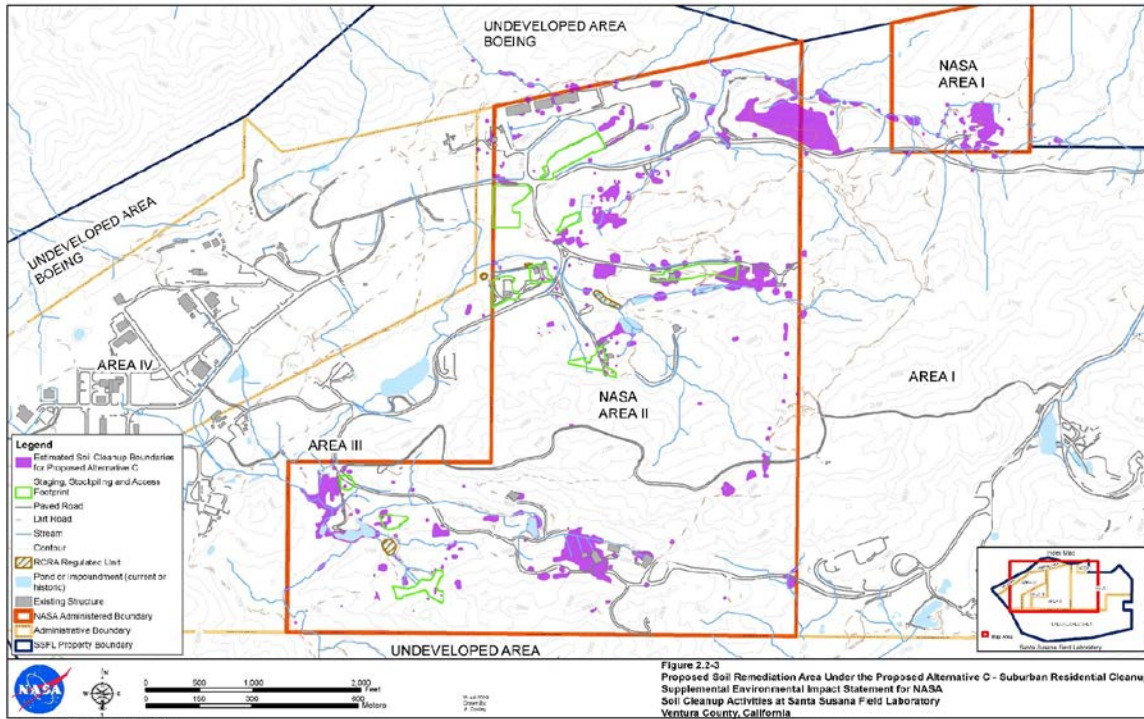 UNDEVELOPED AREA
BOEING
NASA
AREA I
UNDEVELOPED AREA
BOEING
AREA IV
NASA
AREA II
AREA I
AREA III
Legend
Estimated Soil Cleanup Boundaries
for Proposed Alternative C
Staging, Stockpiling and Access
Footprint
Paved Road
Dirt Road
Stream
Contour
RCRA Regulated Unit
Pond or Impoundment (current or
historic)
Existing Structure
NASA Administered Boundary
Administrative Boundary
SSFL Property Boundary
UNDEVELOPED AREA
Santa Susana Field Laboratory
NASA
N
W
E
S
0 500 1,000 2,000
Feet
0 150 300 600
Meters
Figure 2.2-3
Proposed Soil Remediation Area Under the Proposed Alternative C - Suburban Residential Cleanup
Supplemental Environmental Impact Statement for NASA
Soil Cleanup Activities at Santa Susana Field Laboratory
Ventura County, California